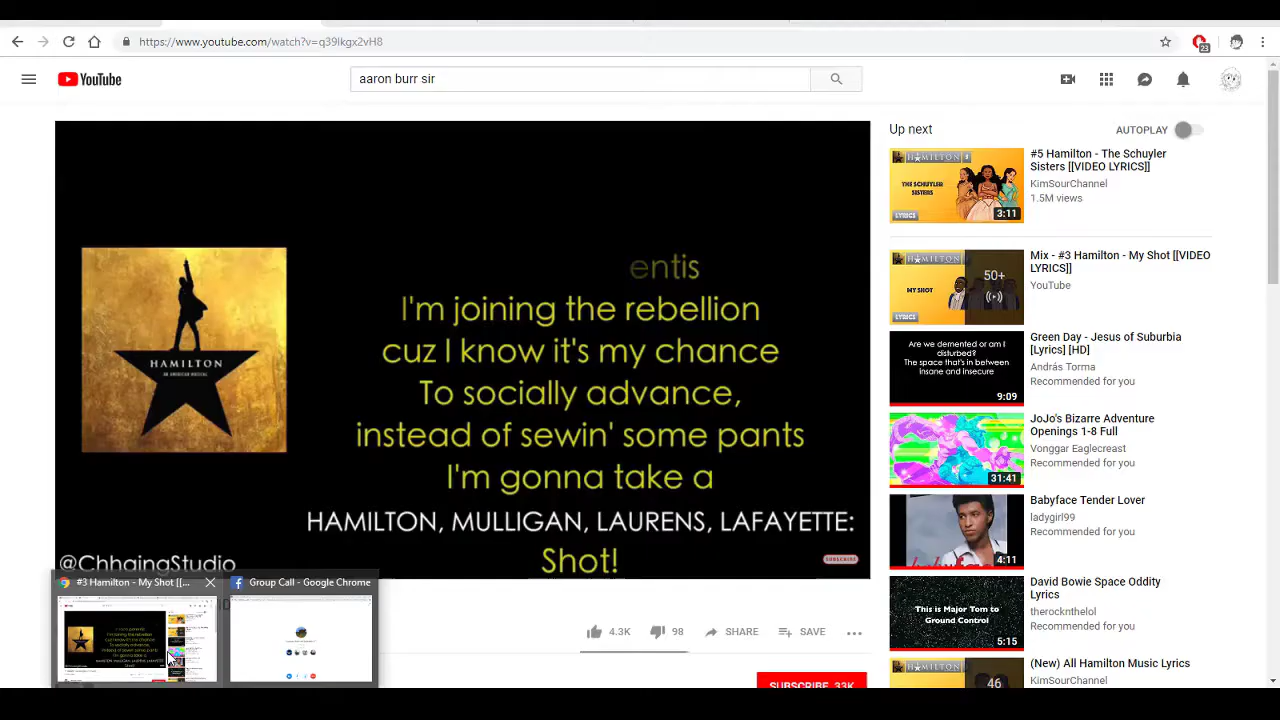 https://www.youtube.com/watch?v=q39lkgx2vH8
23
YouTube
aaron burr sir
entis
I'm joining the rebellion
cuz I know it's my chance
To socially advance,
instead of sewin' some pants
I'm gonna take a
HAMILTON, MULLIGAN, LAURENS, LAFAYETTE:
Shot!
HAMILTON
@ChhaingStudio
SUBSCRIBE
#3 Hamilton - My Shot [[...
Group Call - Google Chrome
4.3K
98
SHARE
SAVE
SUBSCRIBE 33K
Up next
AUTOPLAY
HAMILTON
THE SCHUYLER
SISTERS
LYRICS
3:11
#5 Hamilton - The Schuyler
Sisters [[VIDEO LYRICS]]
KimSourChannel
1.5M views
HAMILTON
MY SHOT
LYRICS
50+
Mix - #3 Hamilton - My Shot [[VIDEO
LYRICS]]
YouTube
Are we demented or am I
disturbed?
The space that's in between
insane and insecure
9:09
Green Day - Jesus of Suburbia
[Lyrics] [HD]
András Torma
Recommended for you
31:41
JoJo's Bizarre Adventure
Openings 1-8 Full
Vonggar Eaglecreast
Recommended for you
4:11
Babyface Tender Lover
ladygirl99
Recommended for you
This is Major Tom to
Ground Control
5:15
David Bowie Space Oddity
Lyrics
therocknthelol
Recommended for you
HAMILTON
46
(New) All Hamilton Music Lyrics
KimSourChannel